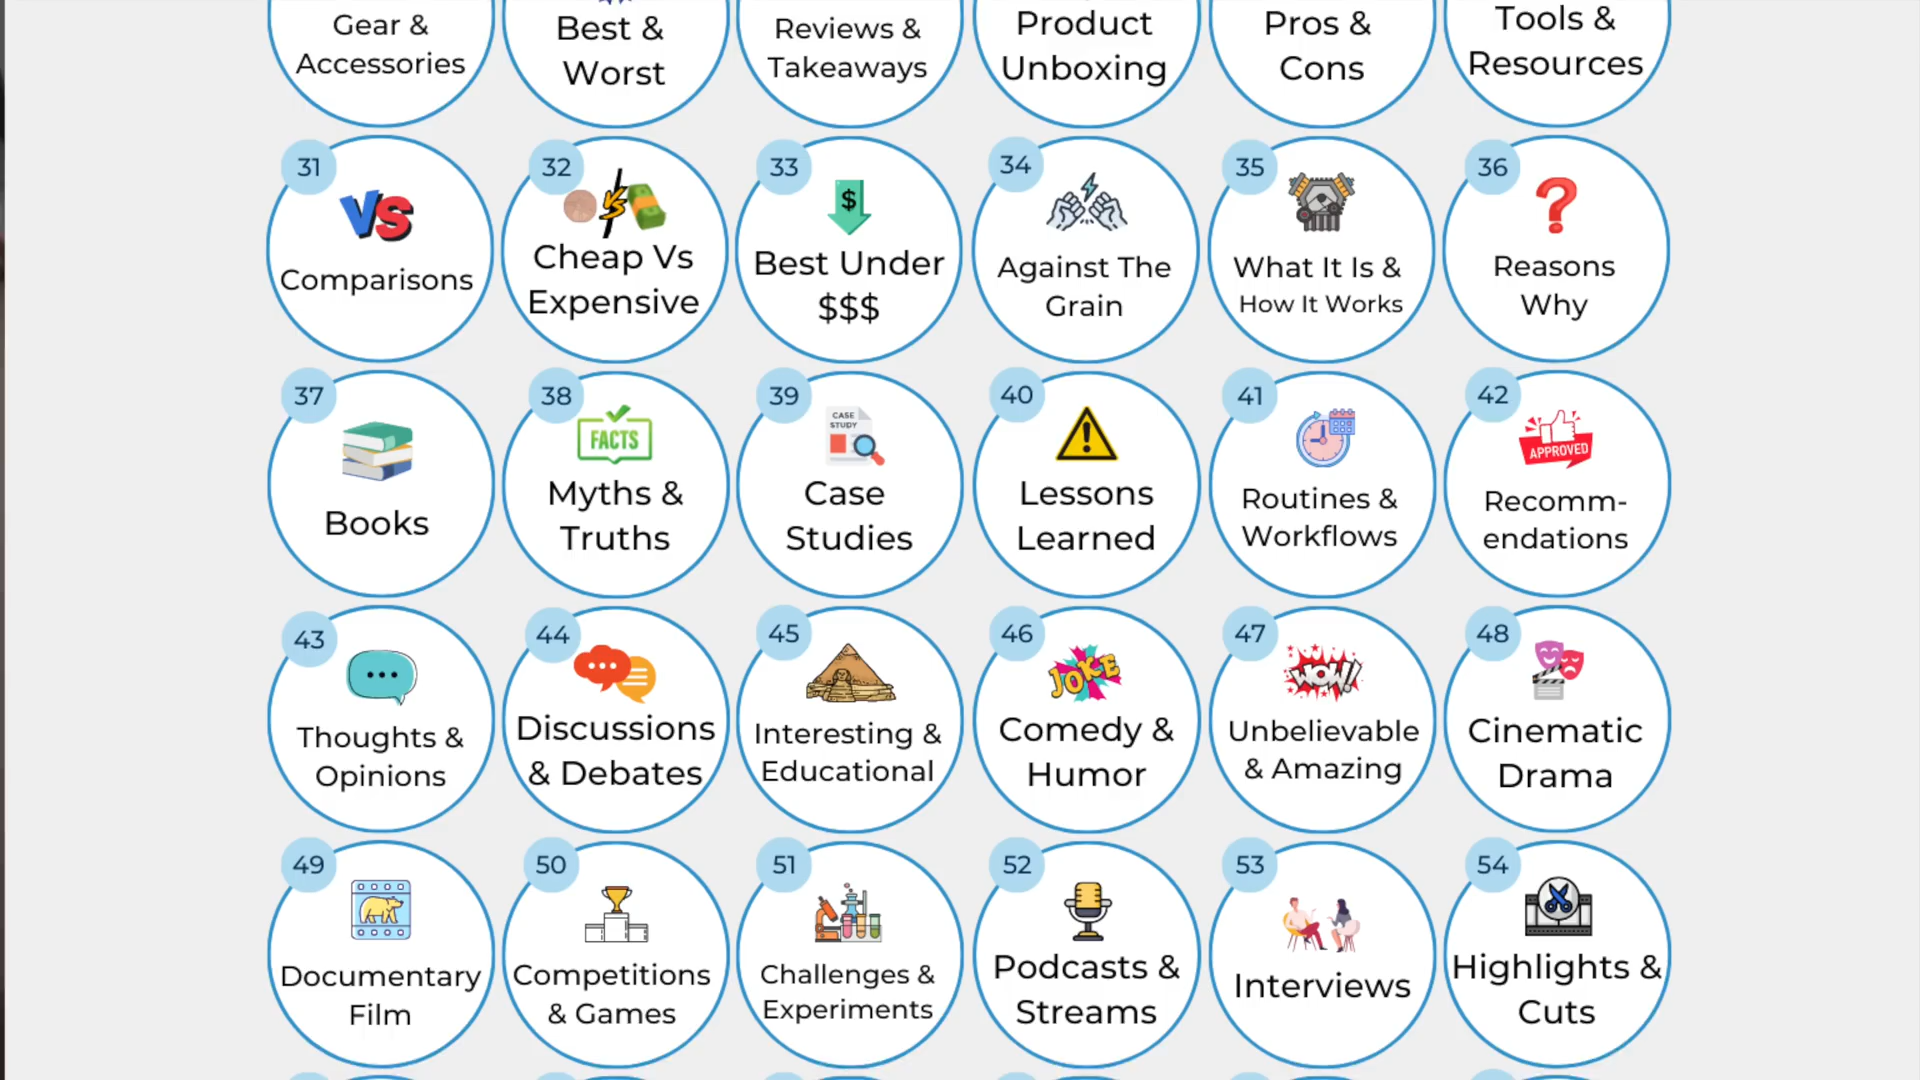 Gear &
Accessories
Best &
Worst
Reviews &
Takeaways
Product
Unboxing
Pros &
Cons
Tools &
Resources
31
VS
Comparisons
32
VS
Cheap Vs
Expensive
33
$
Best Under
$$$
34
Against The
Grain
35
What It Is &
How It Works
36
?
Reasons
Why
37
Books
38
FACTS
Myths &
Truths
39
CASE
STUDY
Case
Studies
40
!
Lessons
Learned
41
Routines &
Workflows
42
APPROVED
Recomm-
endations
43
Thoughts &
Opinions
44
Discussions
& Debates
45
Interesting &
Educational
46
JOKE
Comedy &
Humor
47
WOW!
Unbelievable
& Amazing
48
Cinematic
Drama
49
Documentary
Film
50
Competitions
& Games
51
Challenges &
Experiments
52
Podcasts &
Streams
53
Interviews
54
Highlights &
Cuts